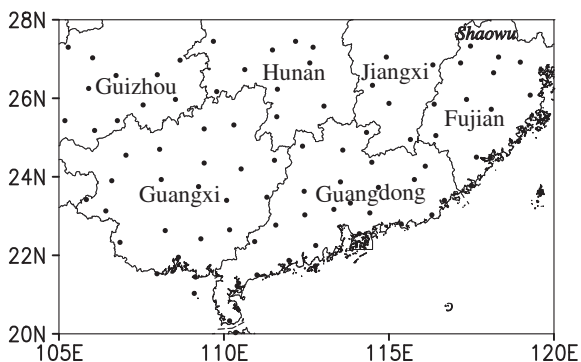 28N
Shaowu
Guizhou
Hunan
Jiangxi
26N
Fujian
24N
Guangxi
Guangdong
22N
20N
105E
110E
115E
120E